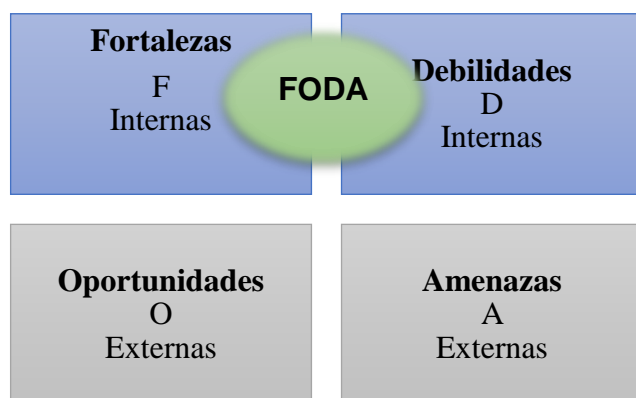 Fortalezas
F
Internas
FODA
Debilidades
D
Internas
Oportunidades
O
Externas
Amenazas
A
Externas